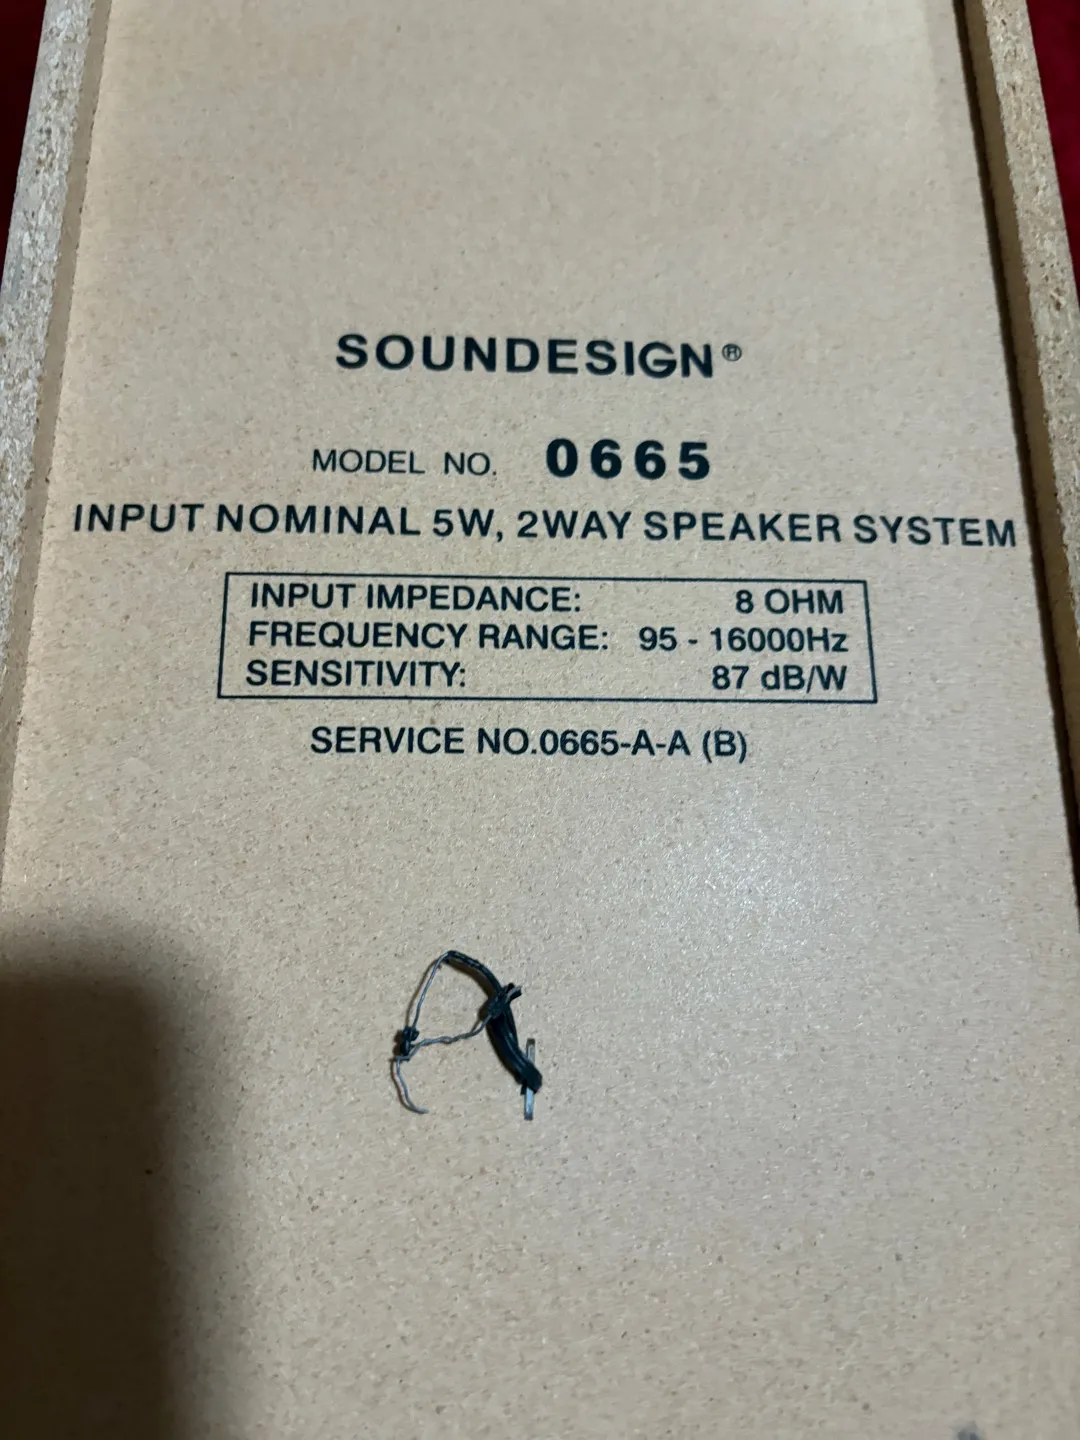 SOUNDESIGN®
MODEL NO. 0665
INPUT NOMINAL 5W, 2WAY SPEAKER SYSTEM
INPUT IMPEDANCE: 8 OHM
FREQUENCY RANGE: 95 - 16000Hz
SENSITIVITY: 87 dB/W
SERVICE NO.0665-A-A (B)